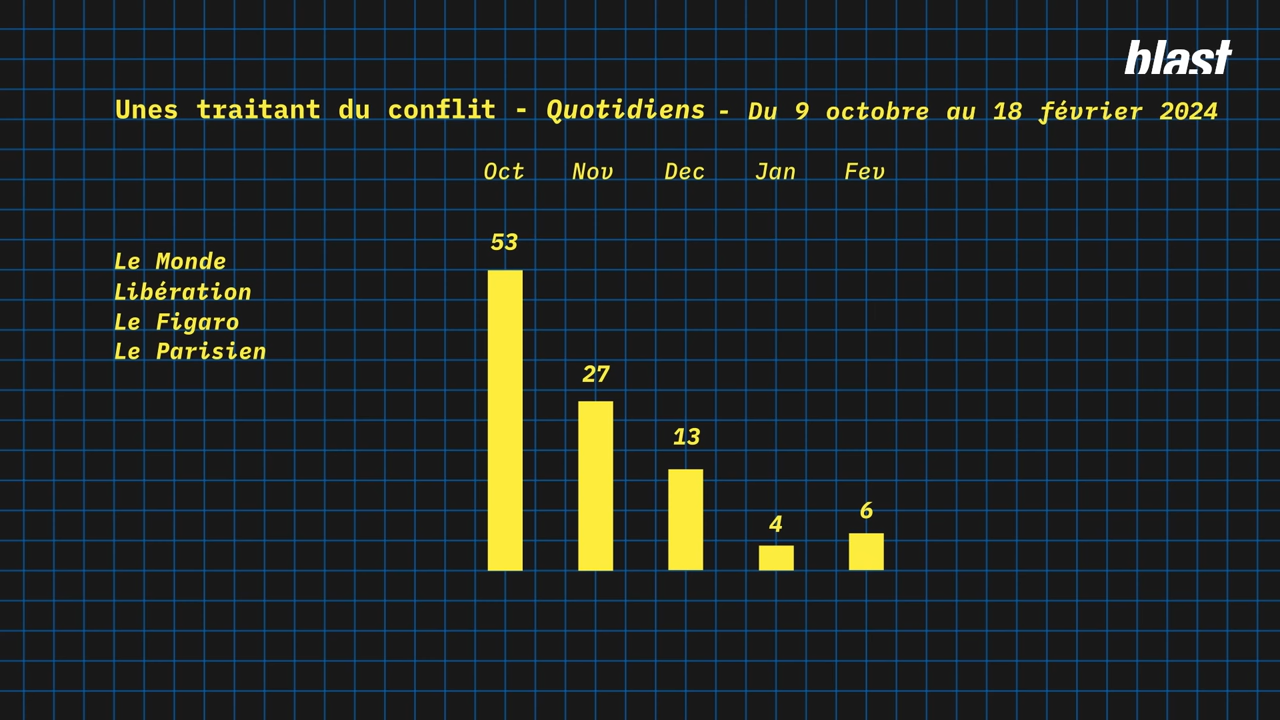 blast
Unes traitant du conflit - Quotidiens - Du 9 octobre au 18 février 2024
Oct Nov Dec Jan Fev
53
Le Monde
Libération
Le Figaro
Le Parisien
27
13
4
6